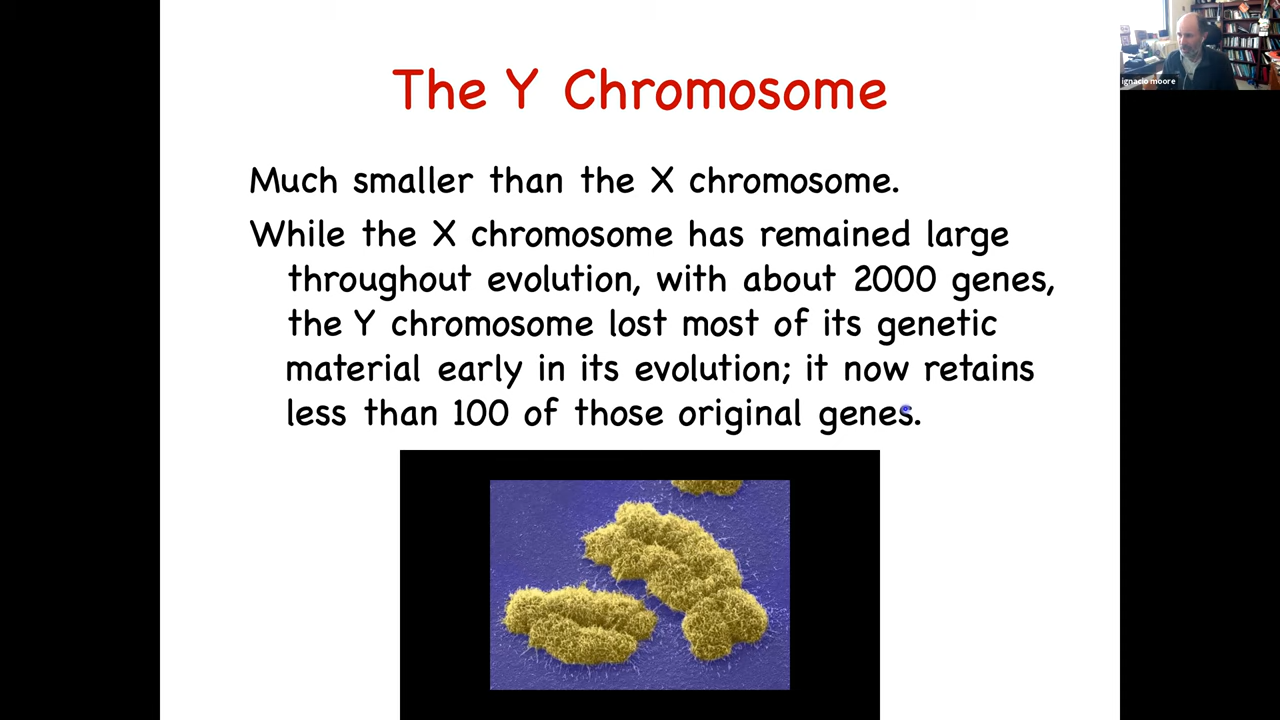 The Y Chromosome
ignacio moore
Much smaller than the X chromosome.
While the X chromosome has remained large
throughout evolution, with about 2000 genes,
the Y chromosome lost most of its genetic
material early in its evolution; it now retains
less than 100 of those original genes.